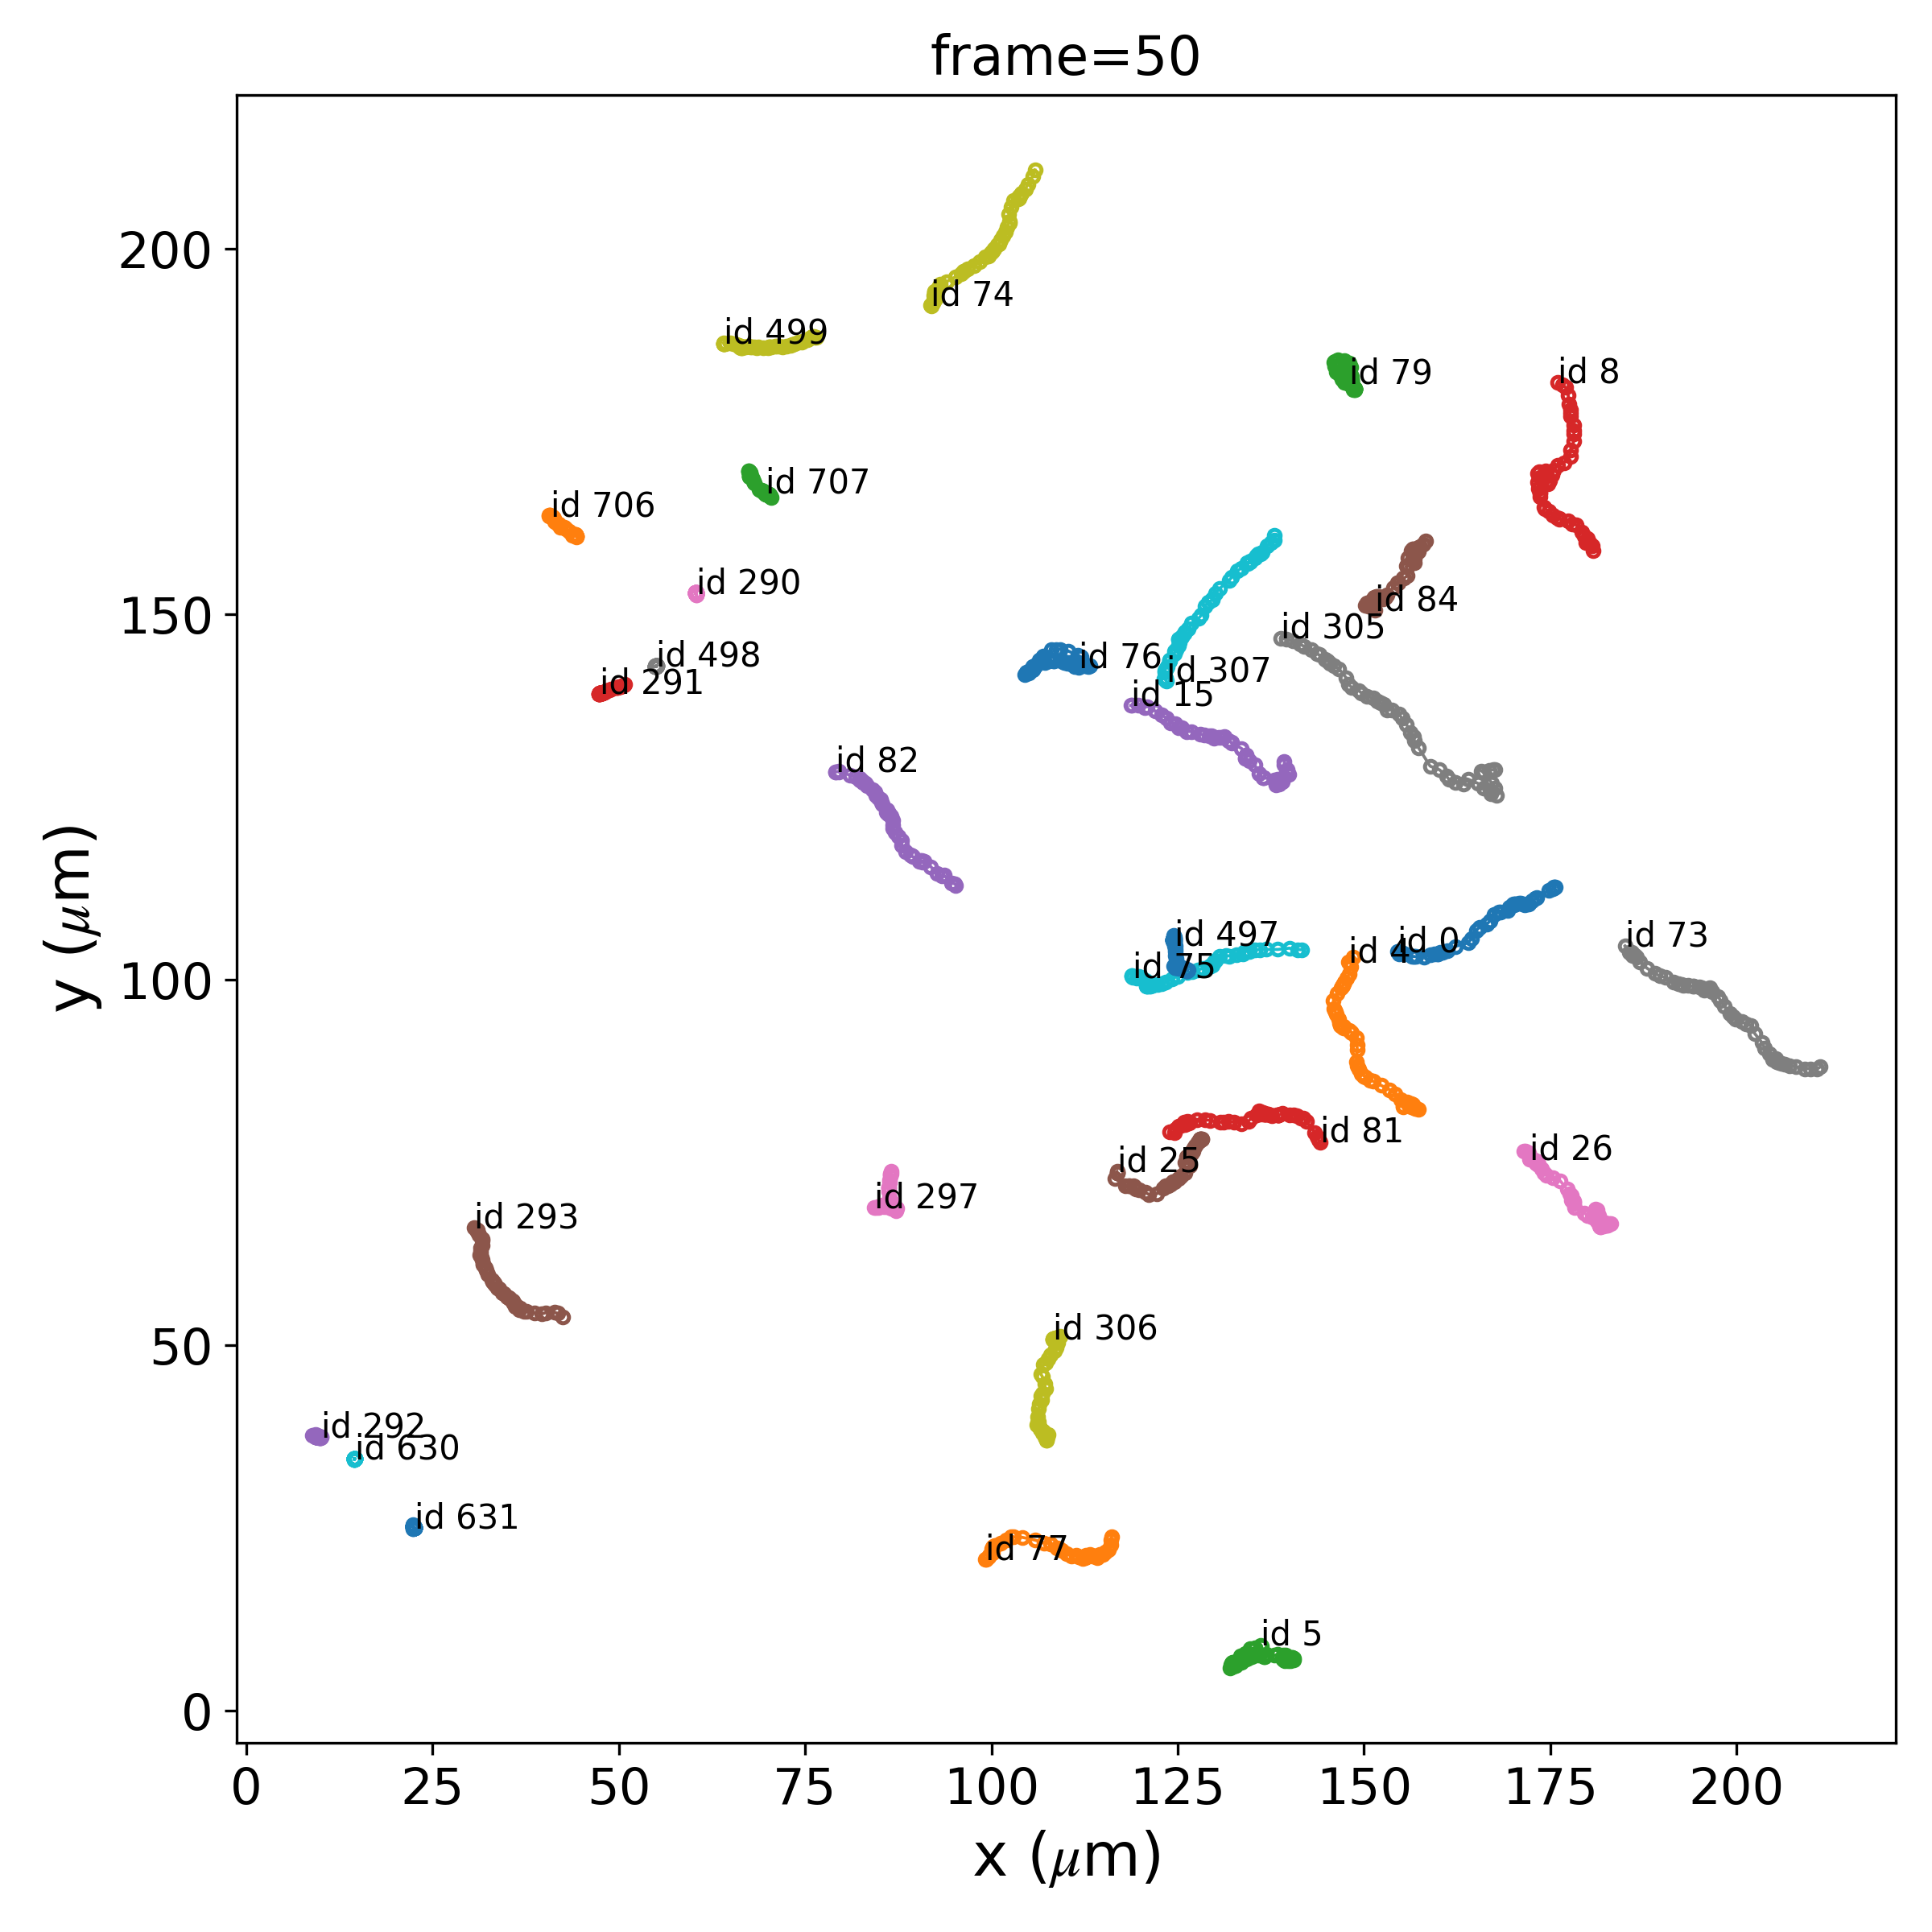 frame=50
id 74
id 499
id 79
id 8
id 707
id 706
id 290
id 84
id 305
id 498
id 76
id 307
id 291
id 15
id 82
id 497
id 0
id 73
id 4
id 75
id 81
id 26
id 25
id 297
id 293
id 306
id 292
id 630
id 631
id 77
id 5
200
150
100
50
0
y (μm)
0 25 50 75 100 125 150 175 200
x (μm)